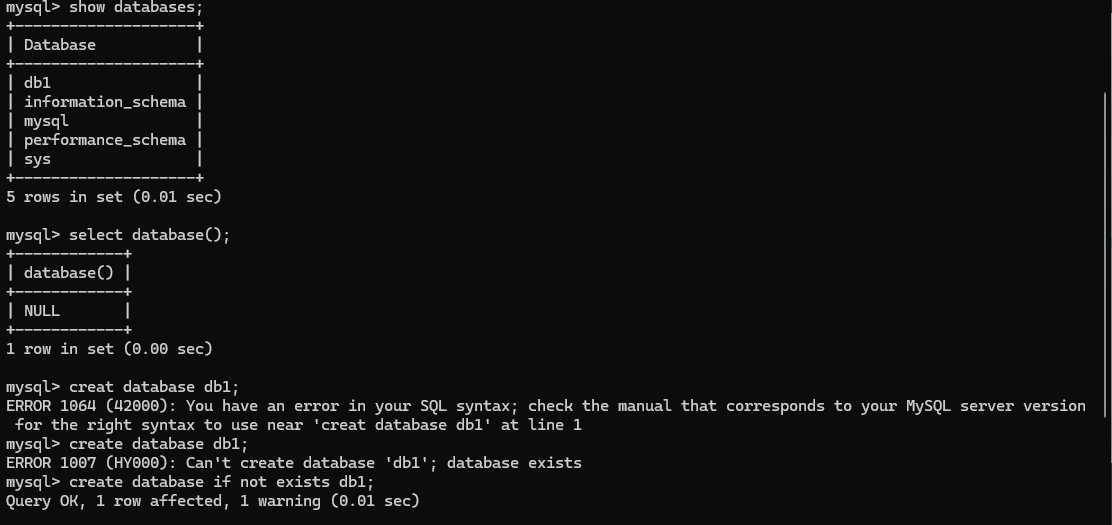 mysql> show databases;
+--------------------+
| Database           |
+--------------------+
| db1                |
| information_schema |
| mysql              |
| performance_schema |
| sys                |
+--------------------+
5 rows in set (0.01 sec)
mysql> select database();
+------------+
| database() |
+------------+
| NULL       |
+------------+
1 row in set (0.00 sec)
mysql> creat database db1;
ERROR 1064 (42000): You have an error in your SQL syntax; check the manual that corresponds to your MySQL server version
 for the right syntax to use near 'creat database db1' at line 1
mysql> create database db1;
ERROR 1007 (HY000): Can't create database 'db1'; database exists
mysql> create database if not exists db1;
Query OK, 1 row affected, 1 warning (0.01 sec)